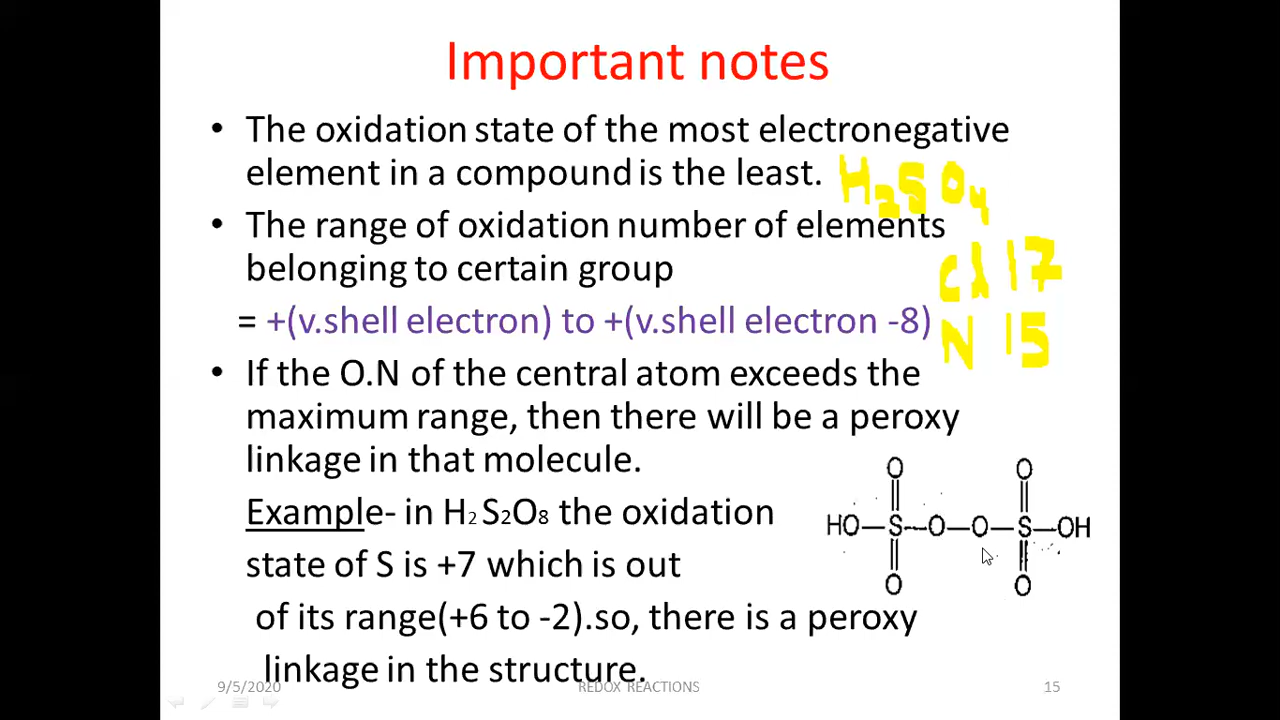 Important notes
• The oxidation state of the most electronegative
element in a compound is the least.
H₂SO₄
• The range of oxidation number of elements
belonging to certain group
Cl 17
= +(v.shell electron) to +(v.shell electron -8)
N 15
• If the O.N of the central atom exceeds the
maximum range, then there will be a peroxy
linkage in that molecule.
Example- in H₂S₂O₈ the oxidation
state of S is +7 which is out
of its range(+6 to -2).so, there is a peroxy
linkage in the structure.
O O
HO—S—O—O—S—OH
O O
9/5/2020 REDOX REACTIONS 15